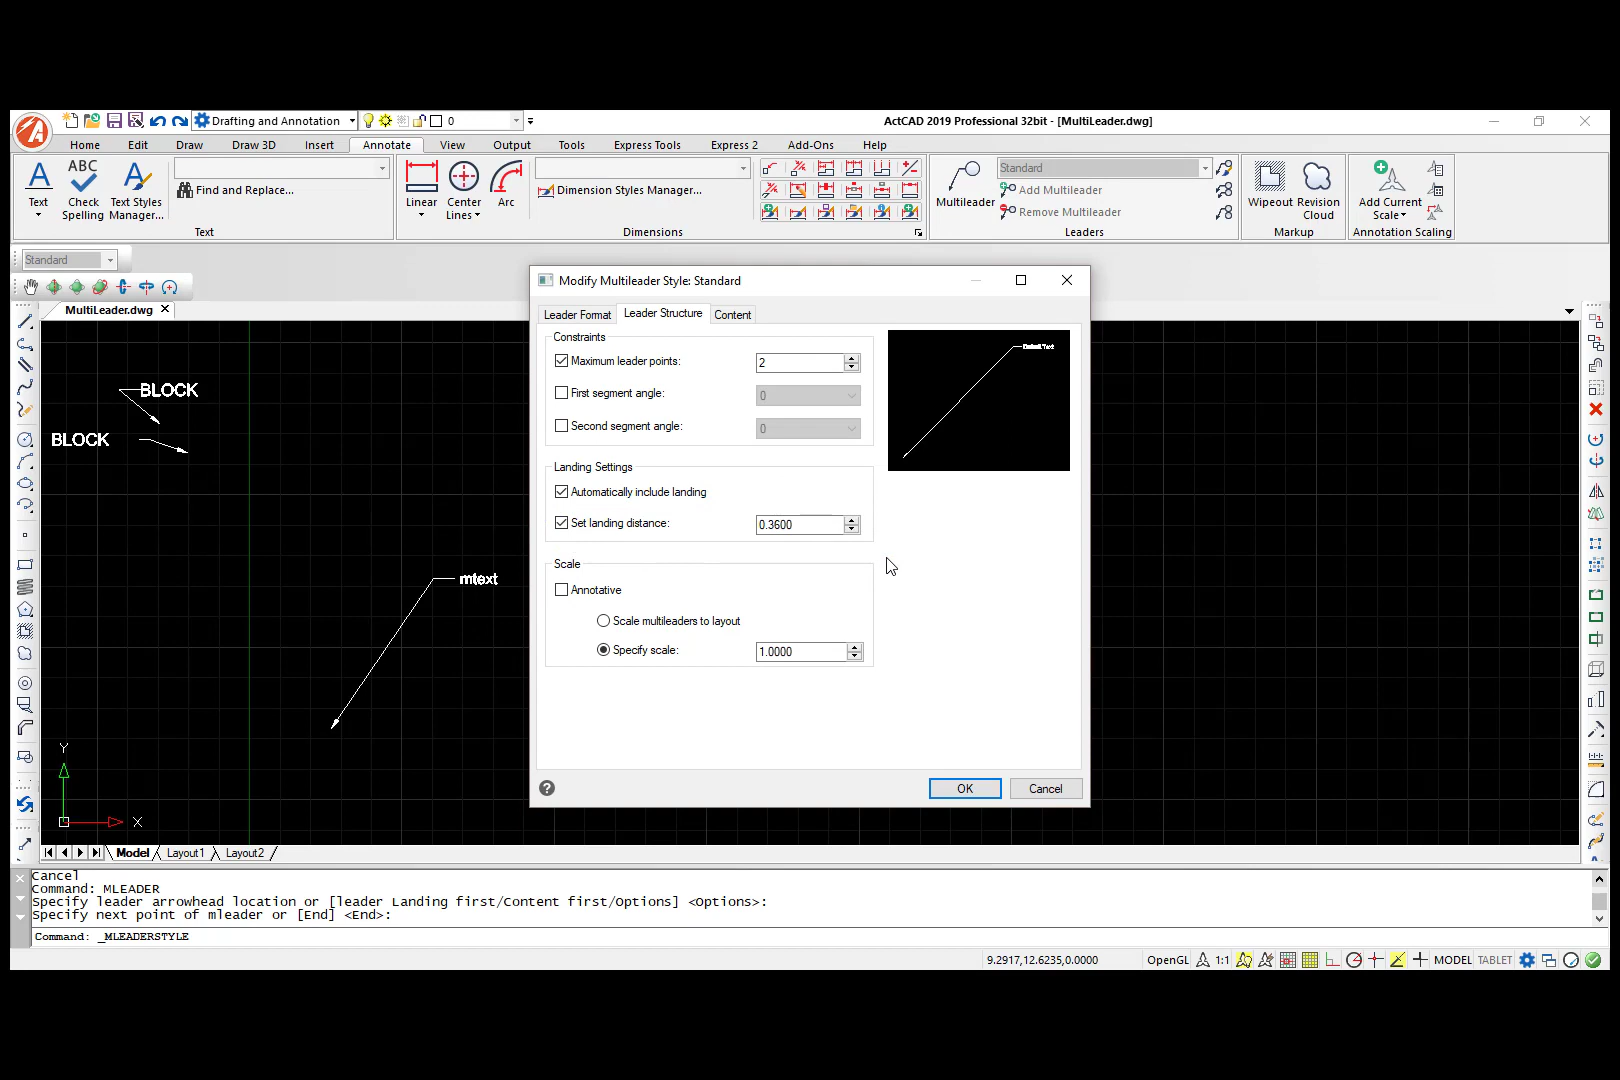 Drafting and Annotation
0
ActCAD 2019 Professional 32bit - [MultiLeader.dwg]
Home Edit Draw Draw 3D Insert Annotate View Output Tools Express Tools Express 2 Add-Ons Help
A ABC A
Text
Check Spelling
Text Styles Manager...
Find and Replace...
Linear
Center Lines
Arc
Dimension Styles Manager...
Multileader
Standard
Add Multileader
Remove Multileader
Wipeout
Revision Cloud
Add Current Scale
Text Dimensions Leaders Markup Annotation Scaling
Standard
MultiLeader.dwg
BLOCK
BLOCK
mtext
Y
X
Modify Multileader Style: Standard
Leader Format Leader Structure Content
Constraints
Maximum leader points: 2
First segment angle: 0
Second segment angle: 0
Landing Settings
Automatically include landing
Set landing distance: 0.3600
Scale
Annotative
Scale multileaders to layout
Specify scale: 1.0000
Default Text
? OK Cancel
Model Layout1 Layout2
Cancel
Command: MLEADER
Specify leader arrowhead location or [leader Landing first/Content first/Options] <Options>:
Specify next point of mleader or [End] <End>:
Command: _MLEADERSTYLE
9.2917,12.6235,0.0000 OpenGL 1:1 MODEL TABLET